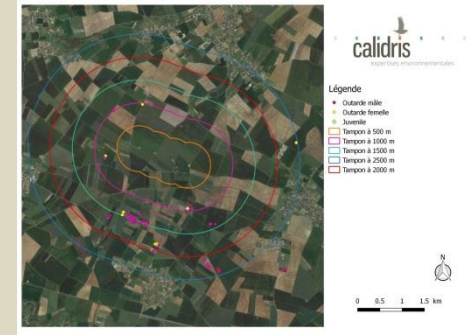 calidris
expertises environnementales
Légende
Outarde mâle
Outarde femelle
Juvenile
Tampon à 500 m
Tampon à 1000 m
Tampon à 1500 m
Tampon à 2500 m
Tampon à 2000 m
N
0 0.5 1 1.5 km